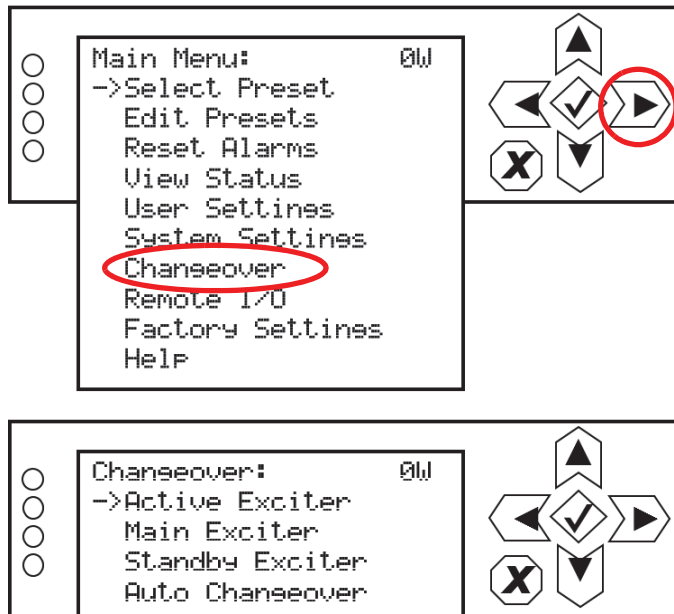 Main Menu: 0W
->Select Preset
Edit Presets
Reset Alarms
View Status
User Settings
System Settings
Changeover
Remote I/O
Factory Settings
Help
X
Changeover: 0W
->Active Exciter
Main Exciter
Standby Exciter
Auto Changeover
X